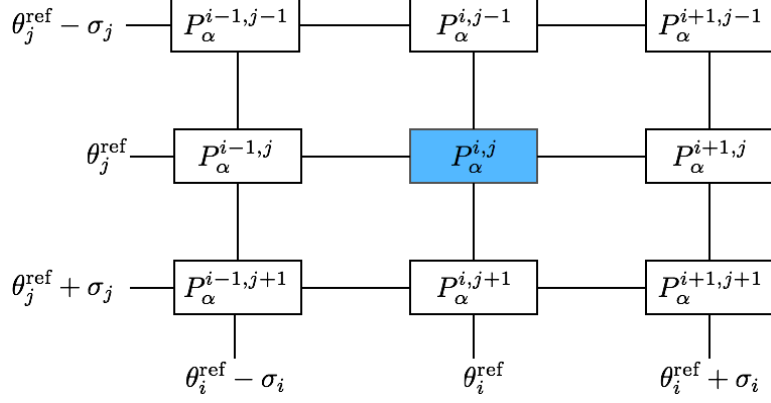 θ_j^ref − σ_j P_α^{i−1,j−1} P_α^{i,j−1} P_α^{i+1,j−1}
θ_j^ref P_α^{i−1,j} P_α^{i,j} P_α^{i+1,j}
θ_j^ref + σ_j P_α^{i−1,j+1} P_α^{i,j+1} P_α^{i+1,j+1}
θ_i^ref − σ_i θ_i^ref θ_i^ref + σ_i